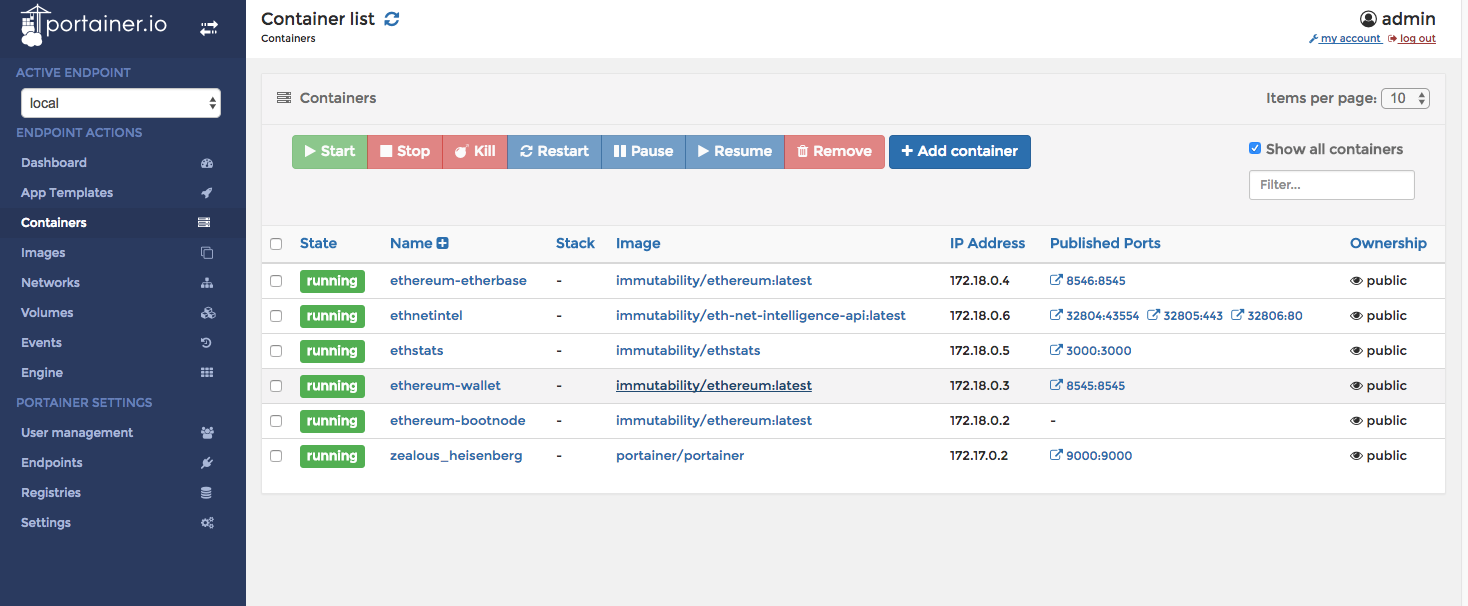 portainer.io
ACTIVE ENDPOINT
local
ENDPOINT ACTIONS
Dashboard
App Templates
Containers
Images
Networks
Volumes
Events
Engine
PORTAINER SETTINGS
User management
Endpoints
Registries
Settings
Container list
Containers
admin
my account log out
Containers
Items per page: 10
Start Stop Kill Restart Pause Resume Remove Add container
Show all containers
Filter...
State Name Stack Image IP Address Published Ports Ownership
running ethereum-etherbase - immutability/ethereum:latest 172.18.0.4 8546:8545 public
running ethnetintel - immutability/eth-net-intelligence-api:latest 172.18.0.6 32804:43554 32805:443 32806:80 public
running ethstats - immutability/ethstats 172.18.0.5 3000:3000 public
running ethereum-wallet - immutability/ethereum:latest 172.18.0.3 8545:8545 public
running ethereum-bootnode - immutability/ethereum:latest 172.18.0.2 - public
running zealous_heisenberg - portainer/portainer 172.17.0.2 9000:9000 public